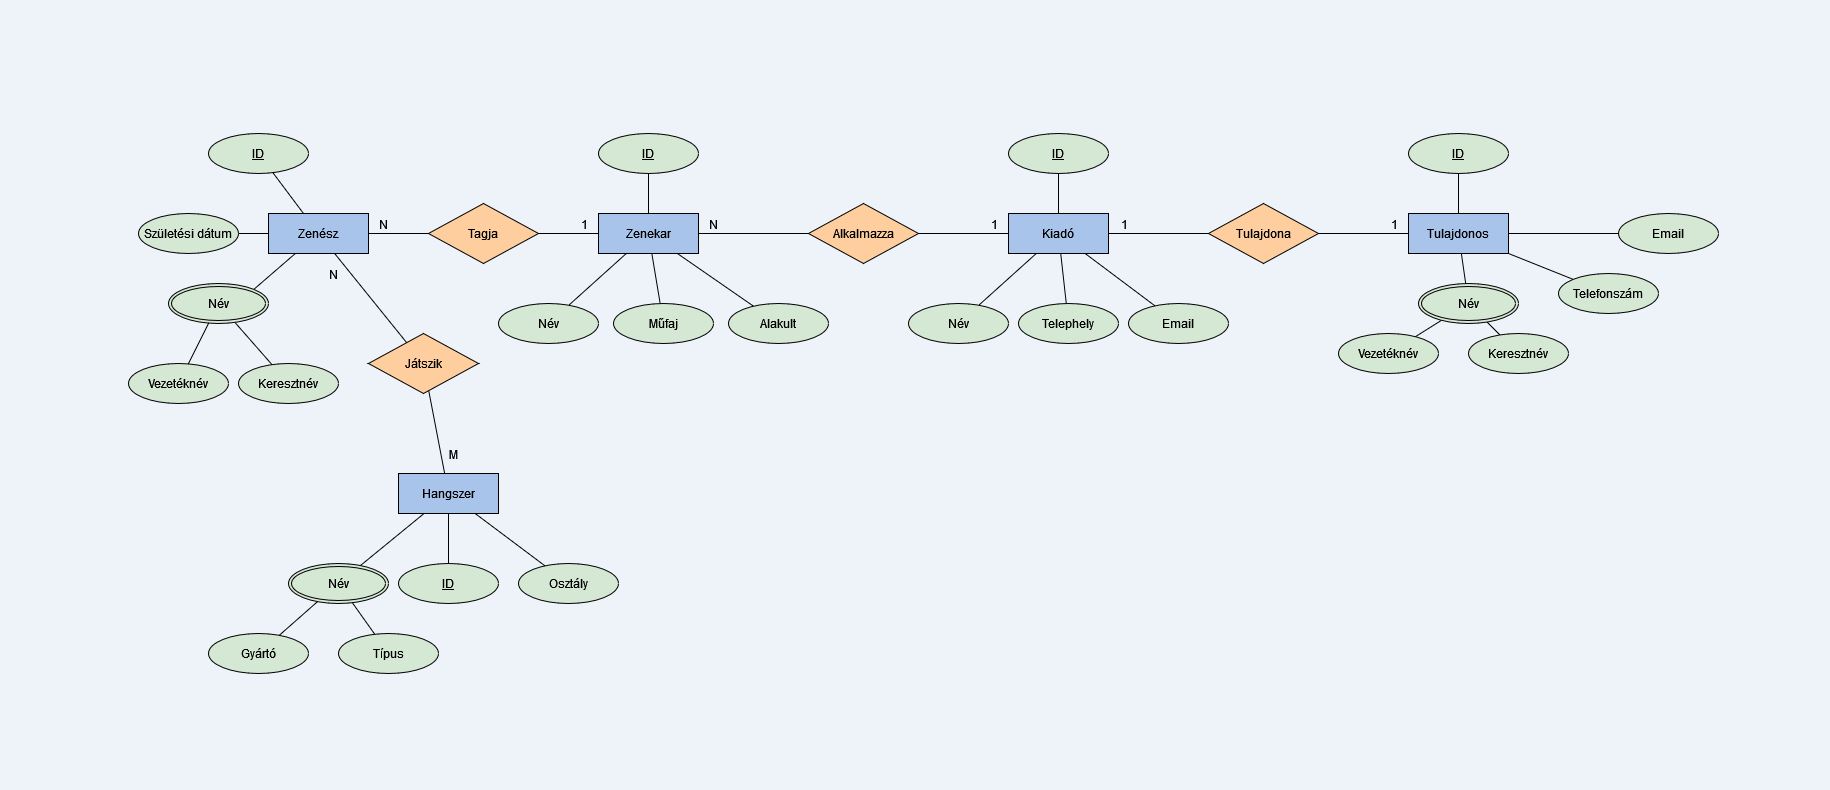 ID
ID
ID
ID
Születési dátum
Zenész
N
Tagja
1
Zenekar
N
Alkalmazza
1
Kiadó
1
Tulajdona
1
Tulajdonos
Email
N
Név
Név
Műfaj
Alakult
Név
Telephely
Email
Név
Telefonszám
Vezetéknév
Keresztnév
Játszik
Vezetéknév
Keresztnév
M
Hangszer
Név
ID
Osztály
Gyártó
Típus